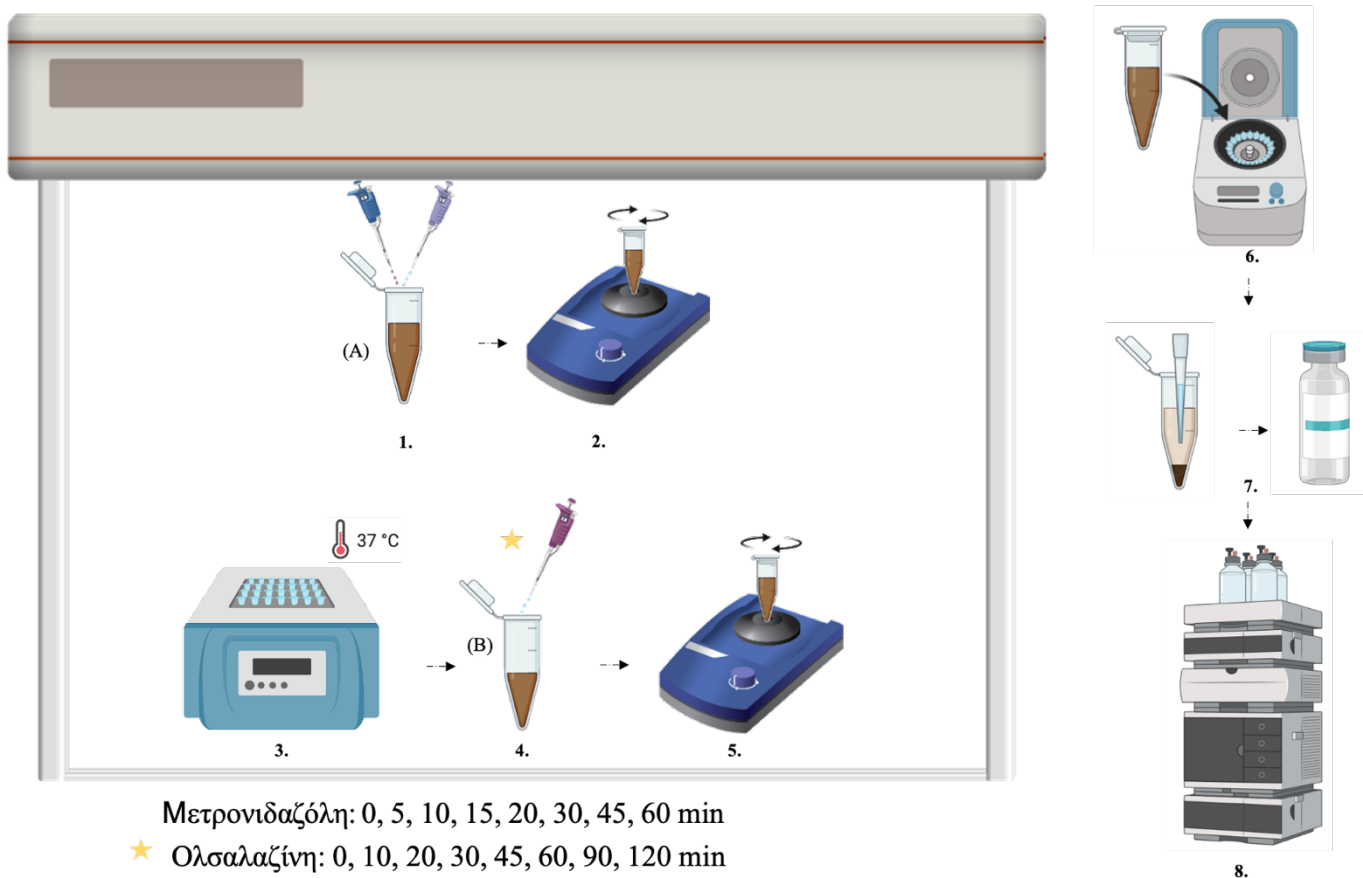 (A)
1.
2.
37 °C
(B)
3.
4.
5.
6.
7.
8.
Μετρονιδαζόλη: 0, 5, 10, 15, 20, 30, 45, 60 min
Ολσαλαζίνη: 0, 10, 20, 30, 45, 60, 90, 120 min